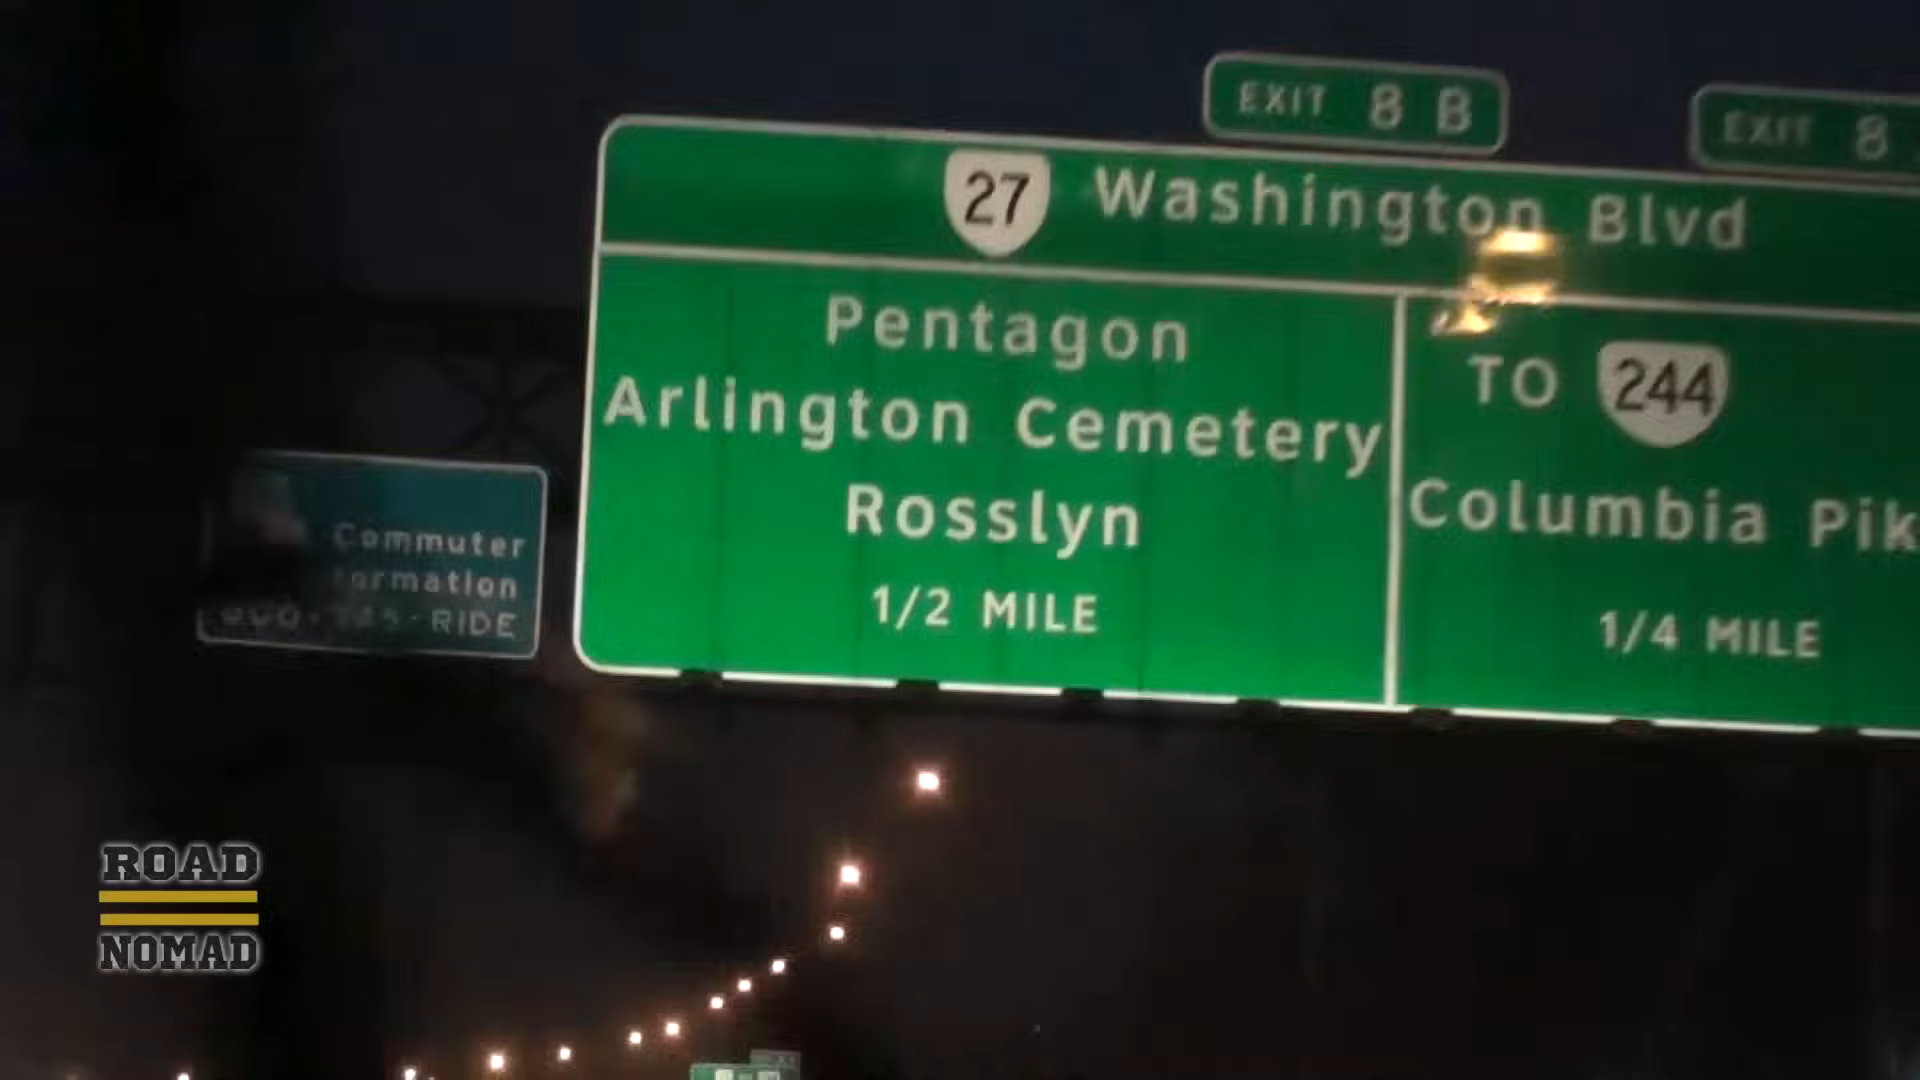 EXIT 8 B
EXIT 8
27 Washington Blvd
Pentagon
Arlington Cemetery
Rosslyn
1/2 MILE
TO 244
Columbia Pik
1/4 MILE
Commuter
formation
RIDE
ROAD
NOMAD